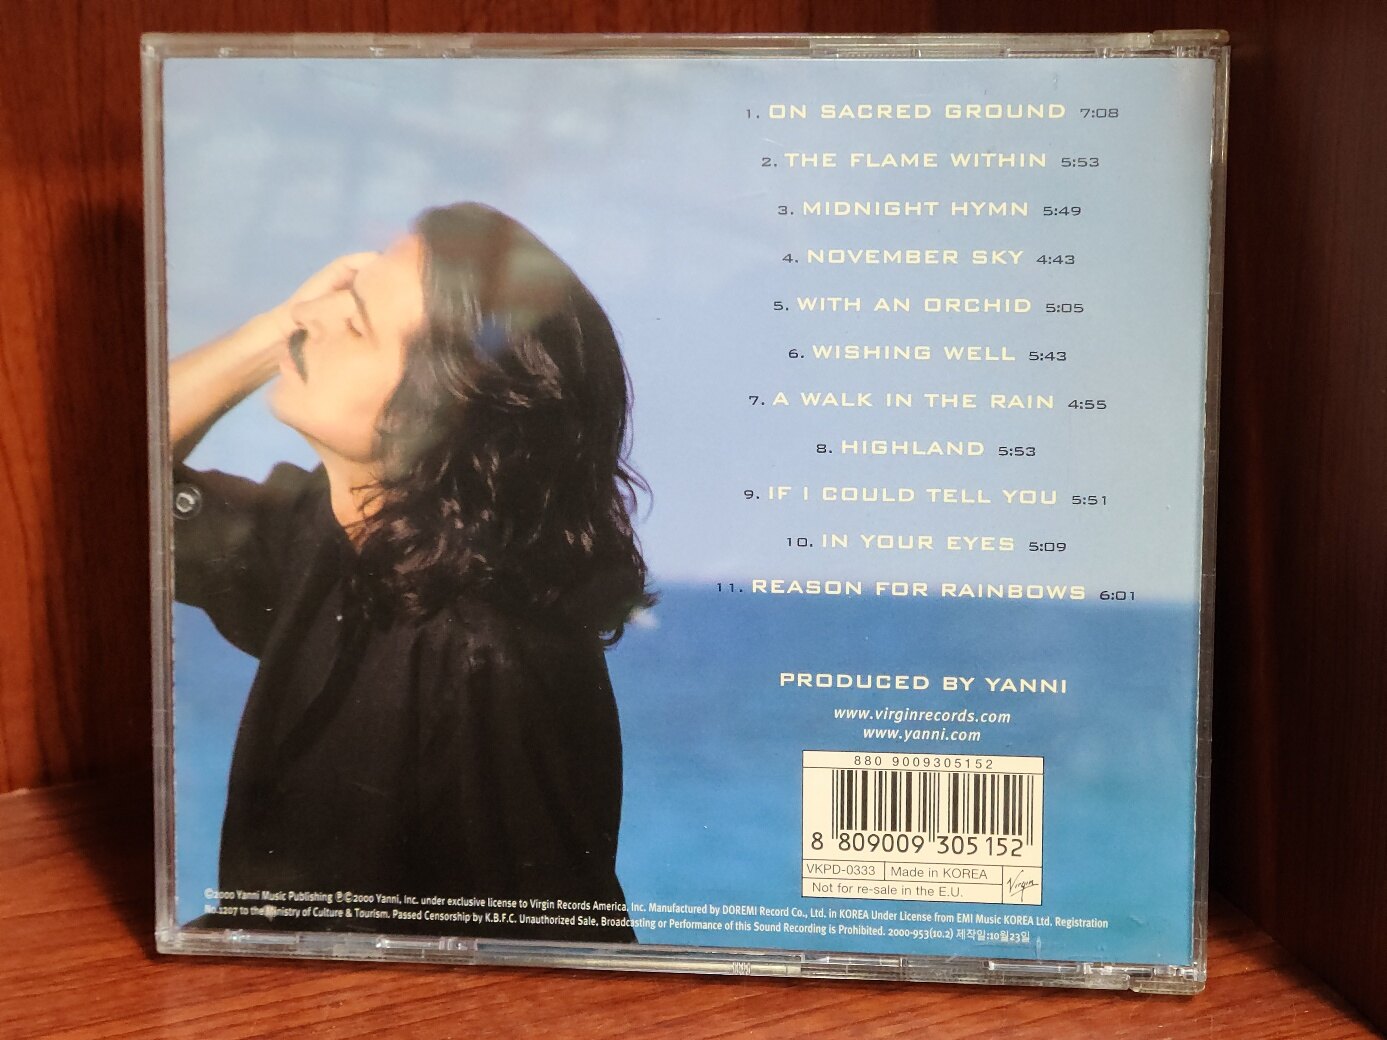 1. ON SACRED GROUND 7:08
2. THE FLAME WITHIN 5:53
3. MIDNIGHT HYMN 5:49
4. NOVEMBER SKY 4:43
5. WITH AN ORCHID 5:05
6. WISHING WELL 5:43
7. A WALK IN THE RAIN 4:55
8. HIGHLAND 5:53
9. IF I COULD TELL YOU 5:51
10. IN YOUR EYES 5:09
11. REASON FOR RAINBOWS 6:01
PRODUCED BY YANNI
www.virginrecords.com
www.yanni.com
880 9009305152
8 809009 305152
VKPD-0333 Made in KOREA
Not for re-sale in the E.U. Virgin
©2000 Yanni Music Publishing ℗©2000 Yanni, Inc. under exclusive license to Virgin Records America, Inc. Manufactured by DOREMI Record Co., Ltd. in KOREA Under License from EMI Music KOREA Ltd. Registration
No.1207 to the Ministry of Culture & Tourism. Passed Censorship by K.B.F.C. Unauthorized Sale, Broadcasting or Performance of this Sound Recording is Prohibited. 2000-953(10.2) 제작일:10월23일